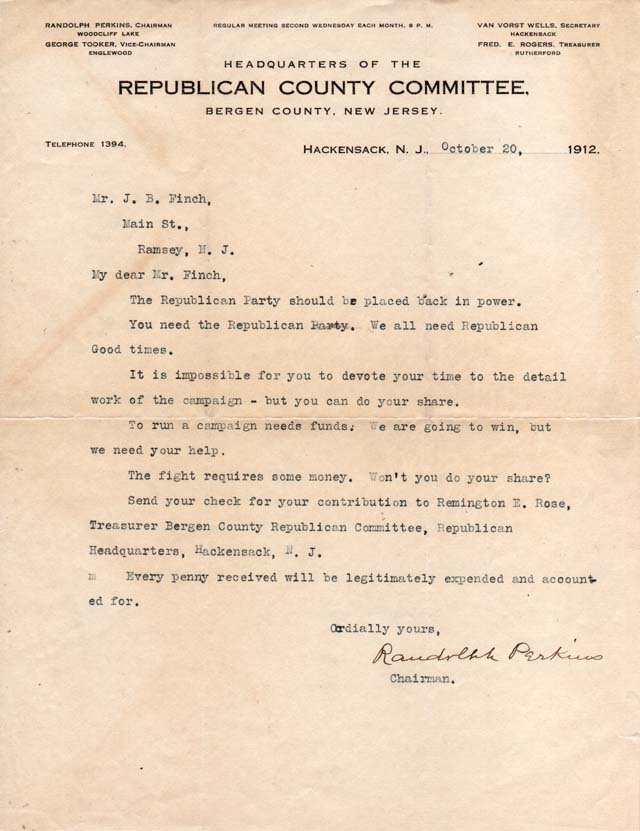 RANDOLPH PERKINS, CHAIRMAN
WOODCLIFF LAKE
GEORGE TOOKER, VICE-CHAIRMAN
ENGLEWOOD
REGULAR MEETING SECOND WEDNESDAY EACH MONTH, 8 P. M.
VAN VORST WELLS, SECRETARY
HACKENSACK
FRED. E. ROGERS, TREASURER
RUTHERFORD
HEADQUARTERS OF THE
REPUBLICAN COUNTY COMMITTEE,
BERGEN COUNTY, NEW JERSEY.
TELEPHONE 1394.
HACKENSACK, N. J., October 20, 1912.
Mr. J. B. Finch,
Main St.,
Ramsey, N. J.
My dear Mr. Finch,
The Republican Party should be placed back in power.
You need the Republican Party. We all need Republican
Good times.
It is impossible for you to devote your time to the detail
work of the campaign - but you can do your share.
To run a campaign needs funds. We are going to win, but
we need your help.
The fight requires some money. Won't you do your share?
Send your check for your contribution to Remington E. Rose,
Treasurer Bergen County Republican Committee, Republican
Headquarters, Hackensack, N. J.
m Every penny received will be legitimately expended and account-
ed for.
Ordially yours,
Randolph Perkins
Chairman.